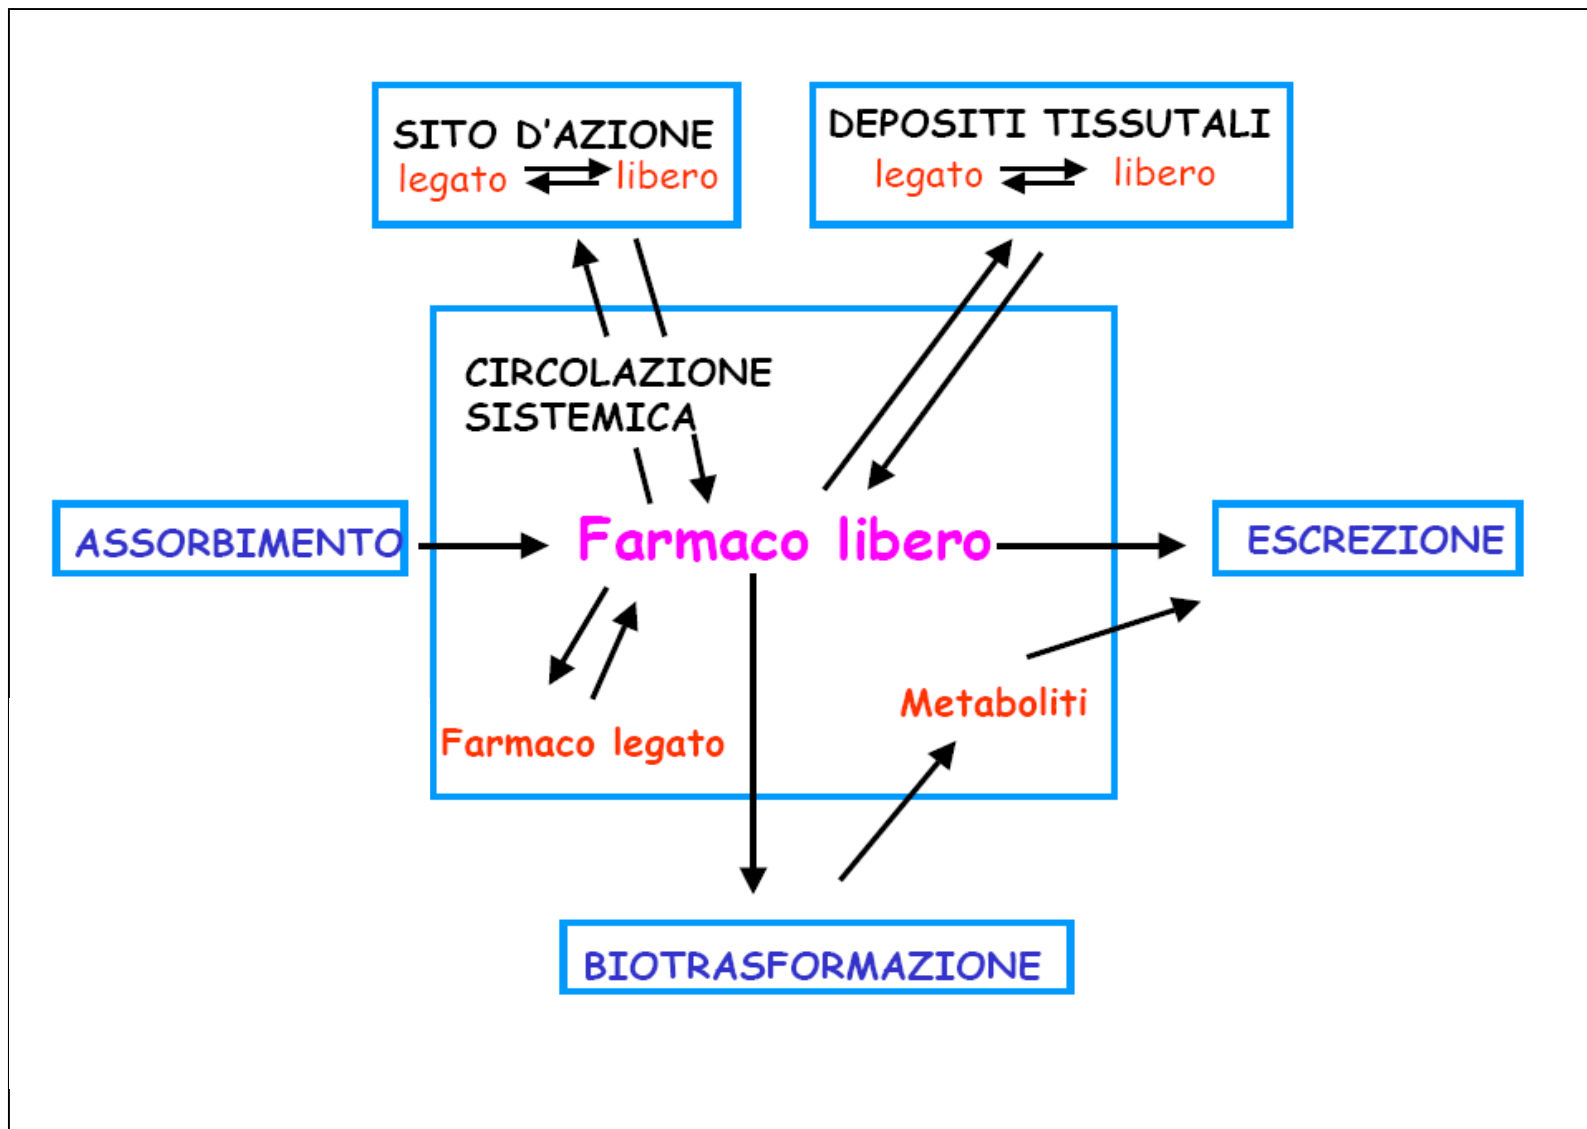 SITO D'AZIONE
legato libero
DEPOSITI TISSUTALI
legato libero
CIRCOLAZIONE
SISTEMICA
ASSORBIMENTO
Farmaco libero
ESCREZIONE
Farmaco legato
Metaboliti
BIOTRASFORMAZIONE